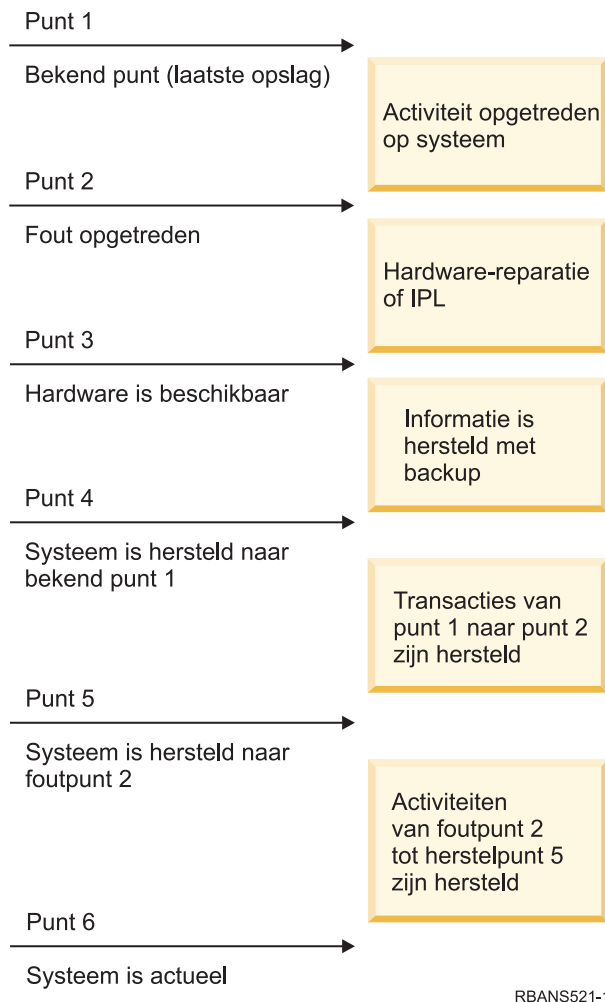 Punt 1
Bekend punt (laatste opslag)
Activiteit opgetreden
op systeem
Punt 2
Fout opgetreden
Hardware-reparatie
of IPL
Punt 3
Hardware is beschikbaar
Informatie is
hersteld met
backup
Punt 4
Systeem is hersteld naar
bekend punt 1
Transacties van
punt 1 naar punt 2
zijn hersteld
Punt 5
Systeem is hersteld naar
foutpunt 2
Activiteiten
van foutpunt 2
tot herstelpunt 5
zijn hersteld
Punt 6
Systeem is actueel
RBANS521-1